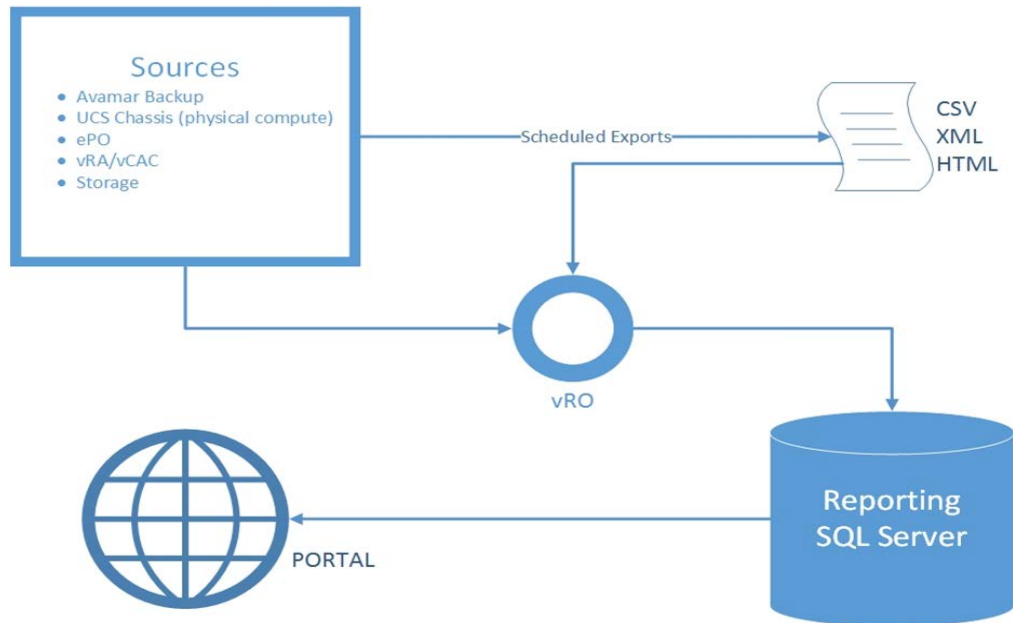 Sources
• Avamar Backup
• UCS Chassis (physical compute)
• ePO
• vRA/vCAC
• Storage
Scheduled Exports
CSV
XML
HTML
vRO
Reporting
SQL Server
PORTAL